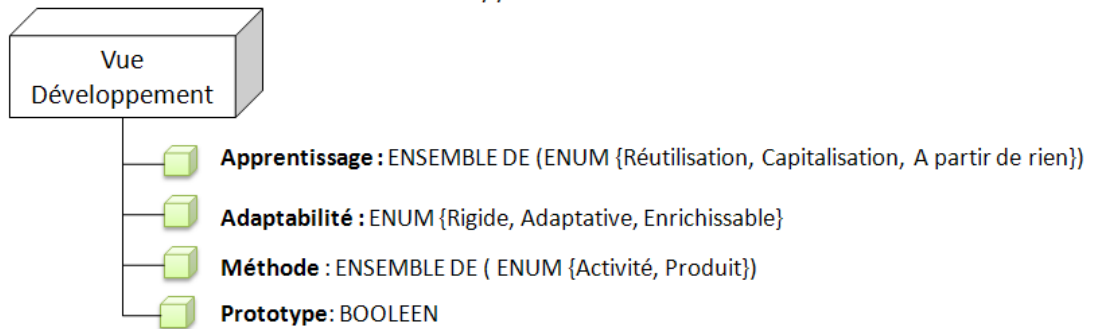 Vue
Développement
Apprentissage : ENSEMBLE DE (ENUM {Réutilisation, Capitalisation, A partir de rien})
Adaptabilité : ENUM {Rigide, Adaptative, Enrichissable}
Méthode : ENSEMBLE DE ( ENUM {Activité, Produit})
Prototype: BOOLEEN